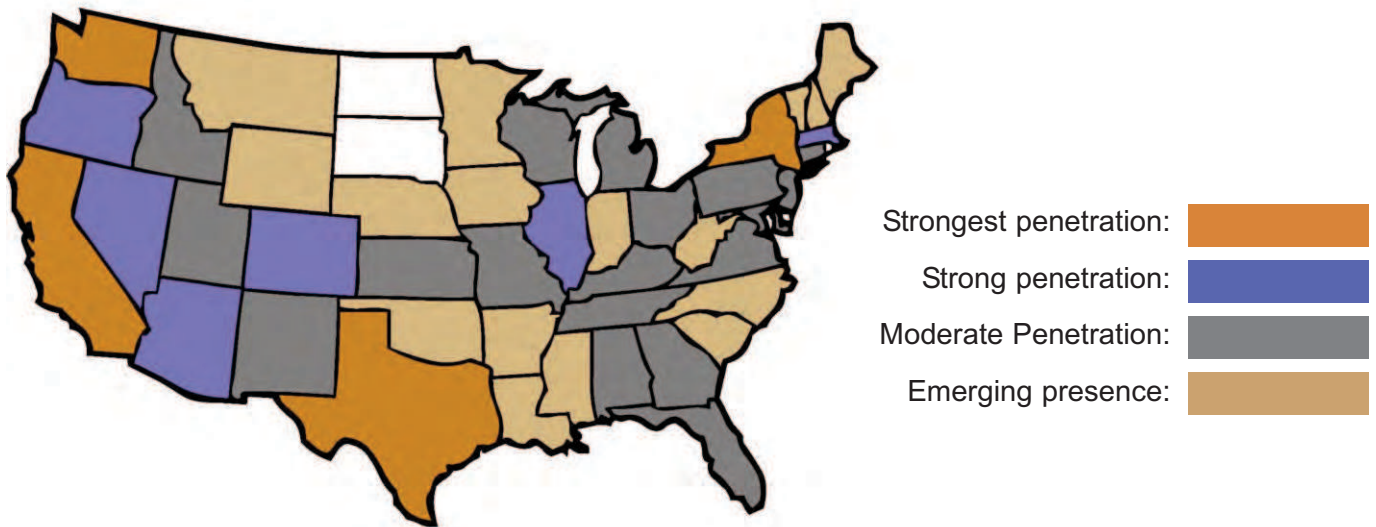 Strongest penetration:
Strong penetration:
Moderate Penetration:
Emerging presence: